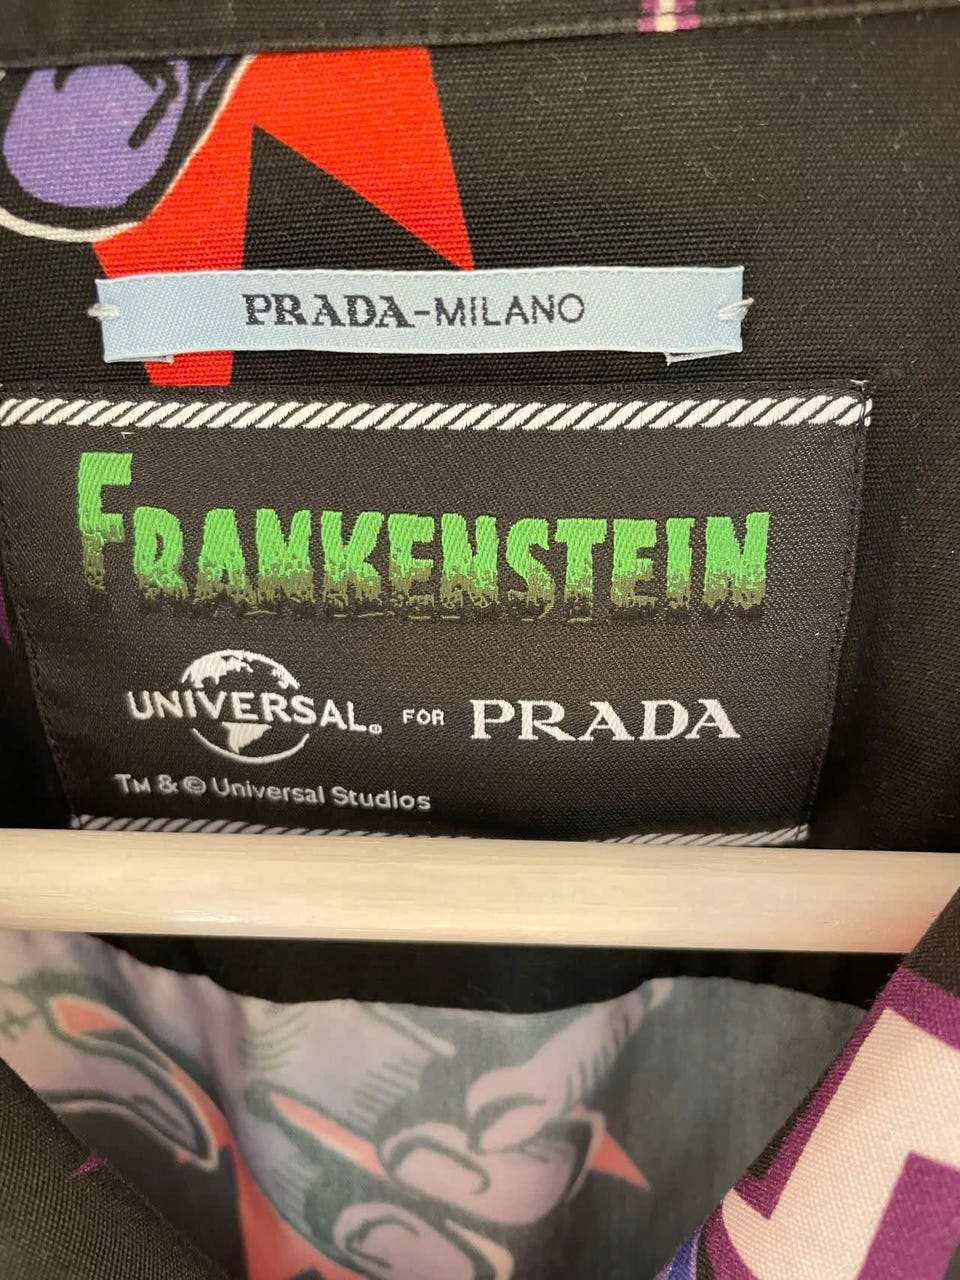 PRADA-MILANO
FRANKENSTEIN
UNIVERSAL® FOR PRADA
TM & © Universal Studios